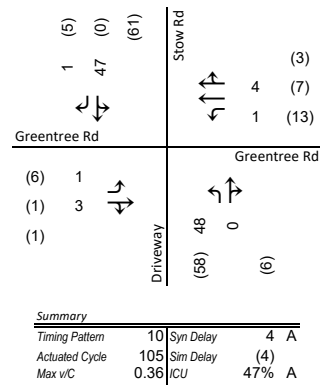 (5) (0) (61)
1 47
Stow Rd
(3)
4 (7)
1 (13)
Greentree Rd
Greentree Rd
(6) 1
(1) 3
(1)
Driveway
48 0
(58) (6)
Summary
Timing Pattern 10 Syn Delay 4 A
Actuated Cycle 105 Sim Delay (4)
Max v/C 0.36 ICU 47% A